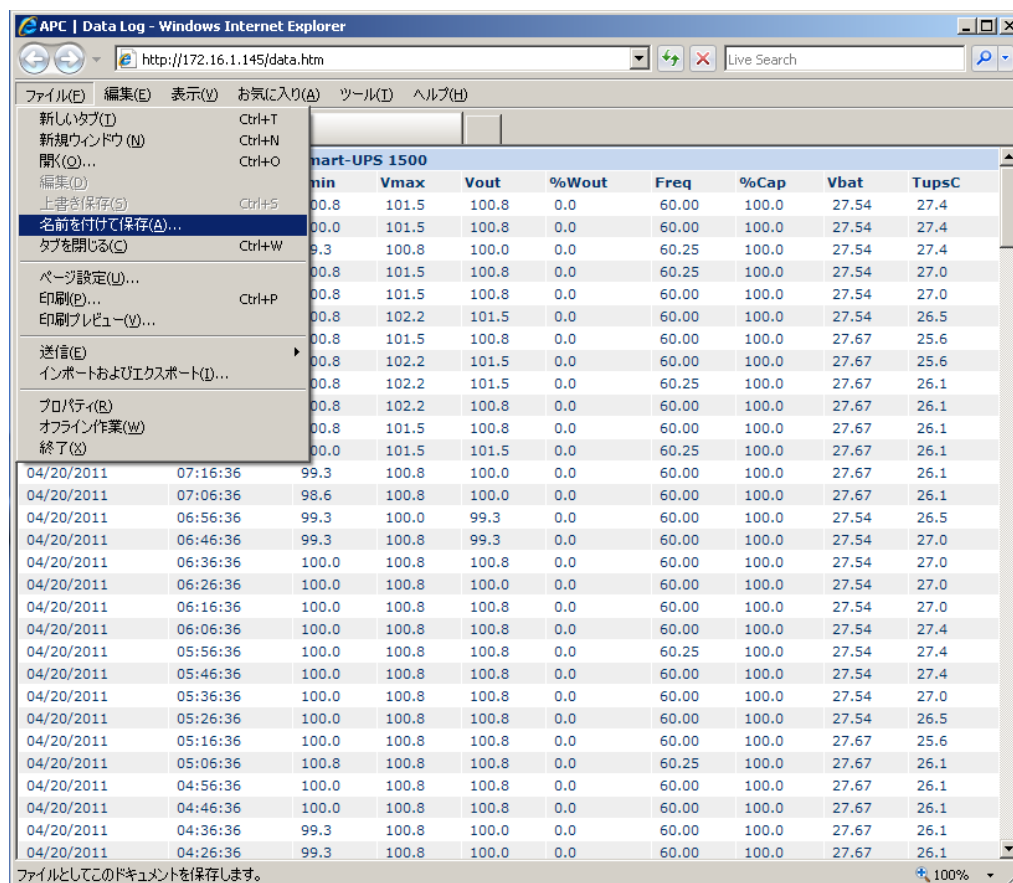 APC | Data Log - Windows Internet Explorer
http://172.16.1.145/data.htm Live Search
ファイル(F) 編集(E) 表示(V) お気に入り(A) ツール(T) ヘルプ(H)
新しいタブ(T) Ctrl+T
新規ウィンドウ(N) Ctrl+N
開く(O)... Ctrl+O
編集(D)
上書き保存(S) Ctrl+S
名前を付けて保存(A)...
タブを閉じる(C) Ctrl+W
ページ設定(U)...
印刷(P)... Ctrl+P
印刷プレビュー(V)...
送信(E)
インポートおよびエクスポート(I)...
プロパティ(R)
オフライン作業(W)
終了(X)
mart-UPS 1500
min Vmax Vout %Wout Freq %Cap Vbat TupsC
00.8 101.5 100.8 0.0 60.00 100.0 27.54 27.4
00.0 101.5 100.8 0.0 60.00 100.0 27.54 27.4
9.3 100.8 100.0 0.0 60.25 100.0 27.54 27.4
00.8 101.5 100.8 0.0 60.25 100.0 27.54 27.0
00.8 101.5 100.8 0.0 60.00 100.0 27.54 27.0
00.8 102.2 101.5 0.0 60.00 100.0 27.54 26.5
00.8 102.2 101.5 0.0 60.00 100.0 27.67 25.6
00.8 102.2 101.5 0.0 60.00 100.0 27.67 25.6
00.8 102.2 101.5 0.0 60.25 100.0 27.67 26.1
00.8 102.2 100.8 0.0 60.00 100.0 27.67 26.1
00.8 101.5 100.8 0.0 60.00 100.0 27.67 26.1
00.0 101.5 101.5 0.0 60.25 100.0 27.67 26.1
04/20/2011 07:16:36 99.3 100.8 100.0 0.0 60.00 100.0 27.67 26.1
04/20/2011 07:06:36 98.6 100.8 100.0 0.0 60.00 100.0 27.67 26.1
04/20/2011 06:56:36 99.3 100.0 99.3 0.0 60.00 100.0 27.54 26.5
04/20/2011 06:46:36 99.3 100.8 99.3 0.0 60.00 100.0 27.54 27.0
04/20/2011 06:36:36 100.0 100.8 100.8 0.0 60.00 100.0 27.54 27.0
04/20/2011 06:26:36 100.0 100.8 100.8 0.0 60.00 100.0 27.54 27.0
04/20/2011 06:16:36 100.0 100.8 100.8 0.0 60.00 100.0 27.54 27.0
04/20/2011 06:06:36 100.0 100.8 100.8 0.0 60.00 100.0 27.54 27.4
04/20/2011 05:56:36 100.0 100.8 100.8 0.0 60.25 100.0 27.54 27.4
04/20/2011 05:46:36 100.0 100.8 100.8 0.0 60.00 100.0 27.54 27.4
04/20/2011 05:36:36 100.0 100.8 100.8 0.0 60.00 100.0 27.54 27.0
04/20/2011 05:26:36 100.0 100.8 100.8 0.0 60.00 100.0 27.54 26.5
04/20/2011 05:16:36 100.0 100.8 100.8 0.0 60.00 100.0 27.67 25.6
04/20/2011 05:06:36 100.0 100.8 100.8 0.0 60.25 100.0 27.67 26.1
04/20/2011 04:56:36 100.0 100.8 100.8 0.0 60.00 100.0 27.67 26.1
04/20/2011 04:46:36 100.0 100.8 100.8 0.0 60.00 100.0 27.67 26.1
04/20/2011 04:36:36 99.3 100.8 100.0 0.0 60.00 100.0 27.67 26.1
04/20/2011 04:26:36 99.3 100.8 100.0 0.0 60.00 100.0 27.67 26.1
ファイルとしてこのドキュメントを保存します。 100%